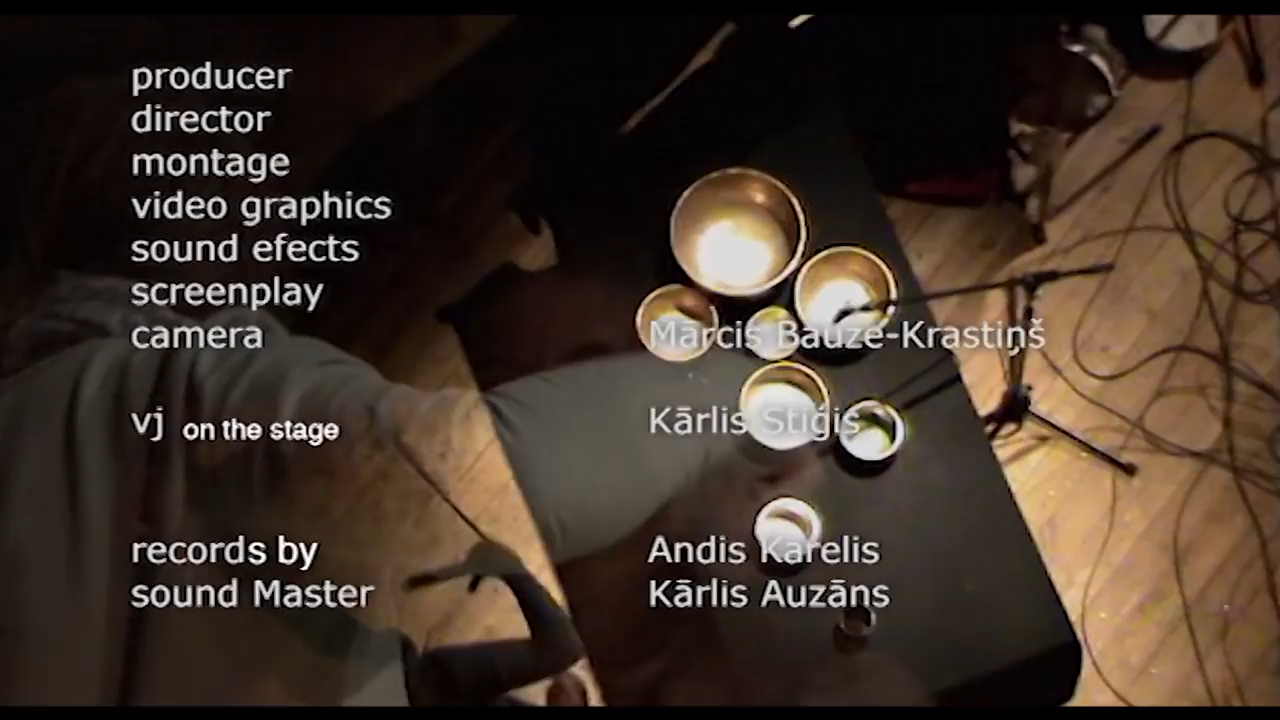 producer
director
montage
video graphics
sound efects
screenplay
camera Mārcis Bauze-Krastiņš
vj on the stage Kārlis Stiģis
records by Andis Kārelis
sound Master Kārlis Auzāns